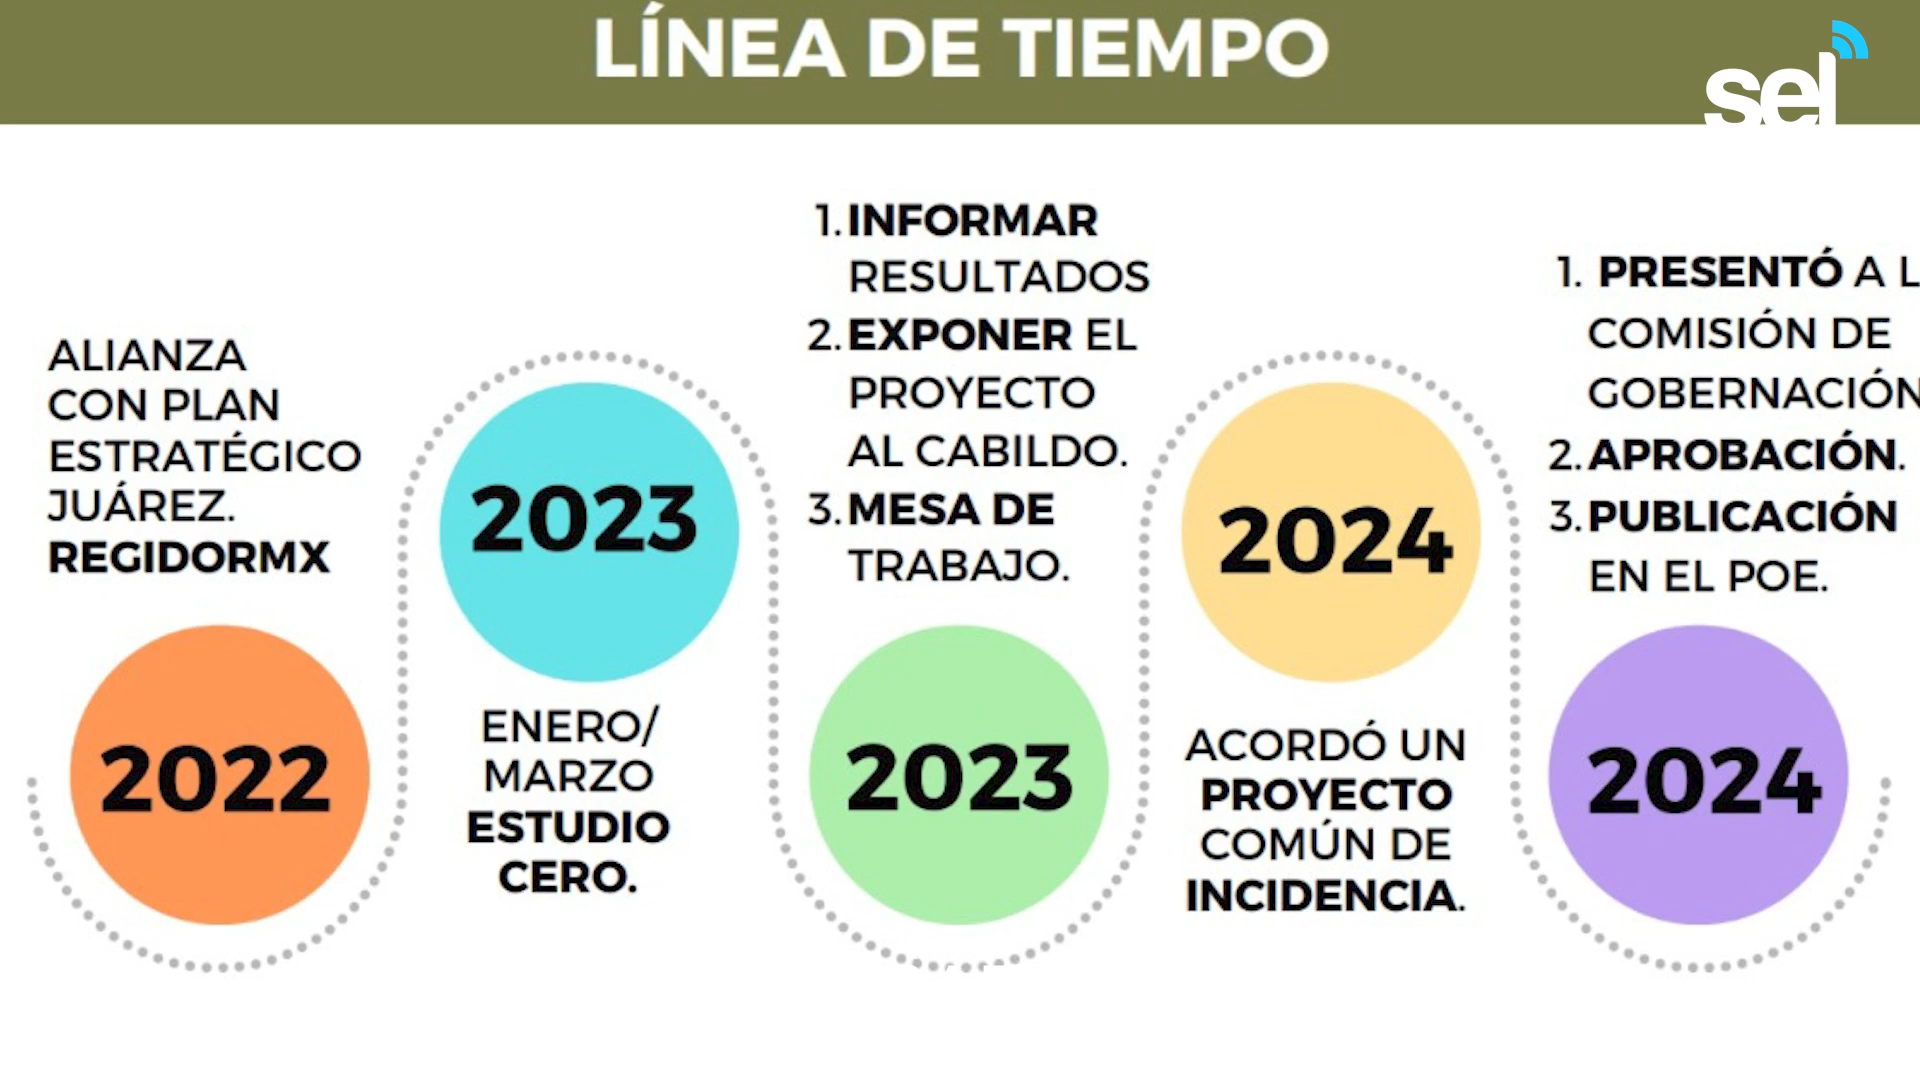 LÍNEA DE TIEMPO
sel
ALIANZA
CON PLAN
ESTRATÉGICO
JUÁREZ.
REGIDORMX
2022
2023
ENERO/
MARZO
ESTUDIO
CERO.
1. INFORMAR
RESULTADOS
2. EXPONER EL
PROYECTO
AL CABILDO.
3. MESA DE
TRABAJO.
2023
2024
ACORDÓ UN
PROYECTO
COMÚN DE
INCIDENCIA.
1. PRESENTÓ A L
COMISIÓN DE
GOBERNACIÓN
2. APROBACIÓN.
3. PUBLICACIÓN
EN EL POE.
2024